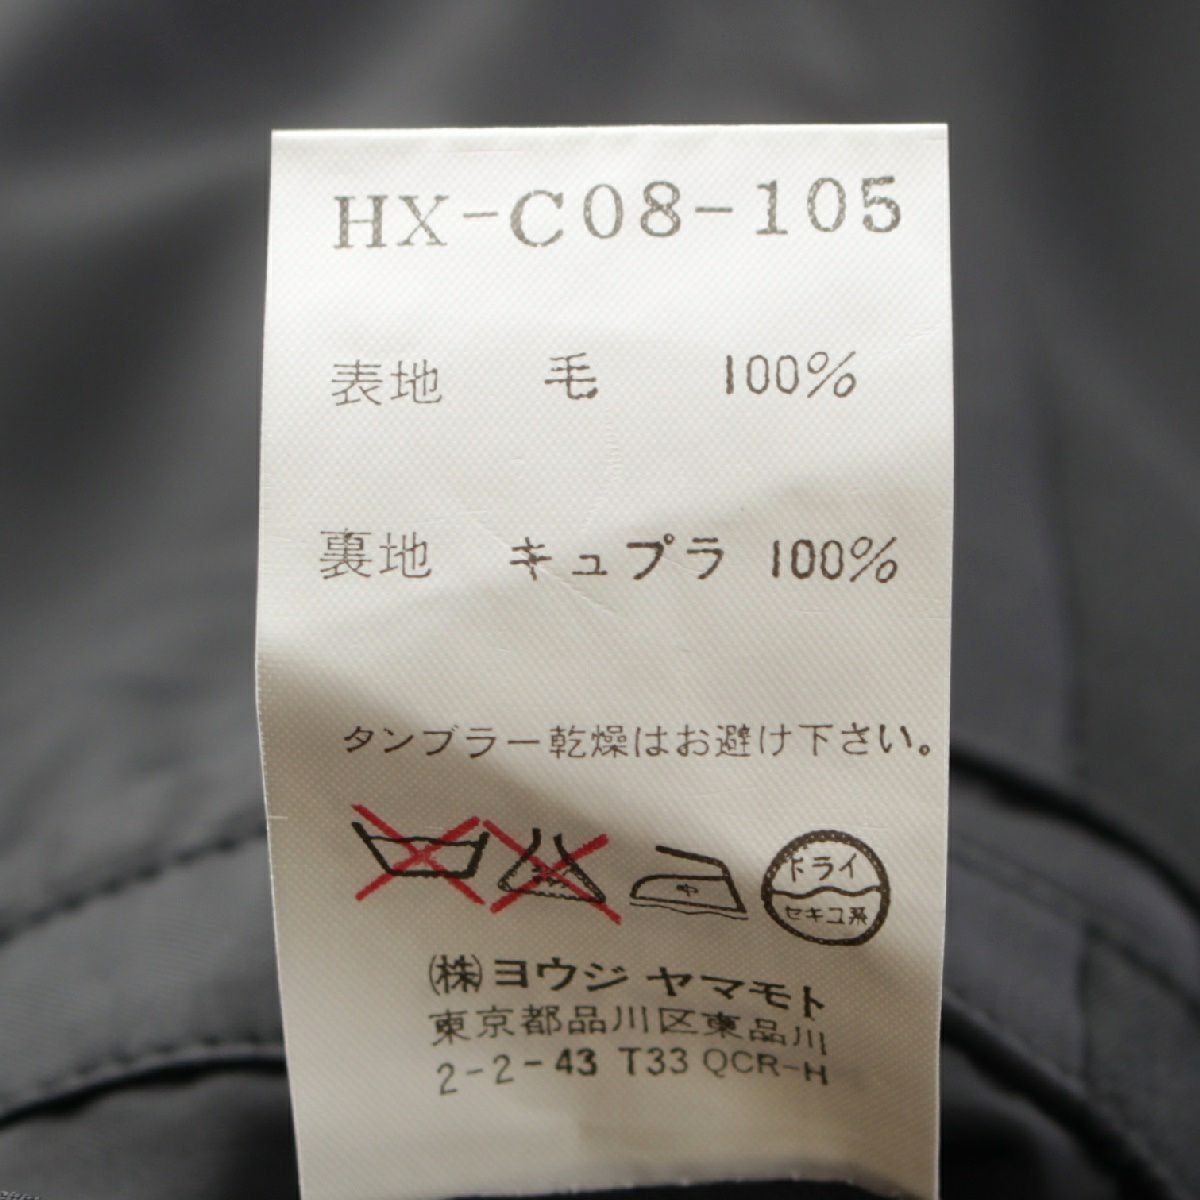 HX-C08-105
表地 毛 100%
裏地 キュプラ 100%
タンブラー乾燥はお避け下さい。
ドライ
セキユ系
(株)ヨウジ ヤマモト
東京都品川区東品川
2-2-43 T33 QCR-H